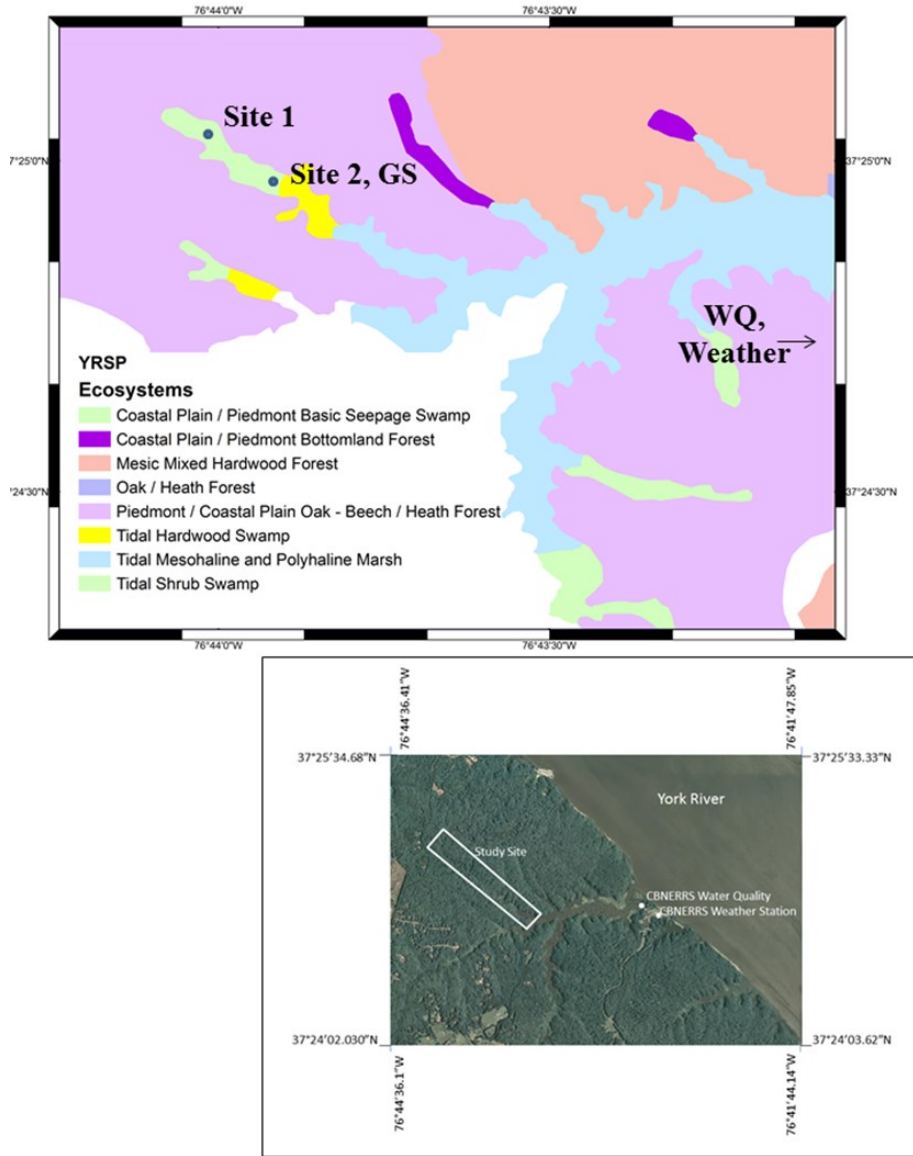 76°44'0"W
76°43'30"W
Site 1
7°25'0"N
Site 2, GS
37°25'0"N
WQ,
Weather
YRSP
Ecosystems
Coastal Plain / Piedmont Basic Seepage Swamp
Coastal Plain / Piedmont Bottomland Forest
Mesic Mixed Hardwood Forest
Oak / Heath Forest
°24'30"N
37°24'30"N
Piedmont / Coastal Plain Oak - Beech / Heath Forest
Tidal Hardwood Swamp
Tidal Mesohaline and Polyhaline Marsh
Tidal Shrub Swamp
76°44'0"W
76°43'30"W
76°44'36.41"W
76°41'47.85"W
37°25'34.68"N
37°25'33.33"N
York River
Study Site
CBNERRS Water Quality
CBNERRS Weather Station
37°24'02.030"N
37°24'03.62"N
76°44'36.1"W
76°41'44.14"W